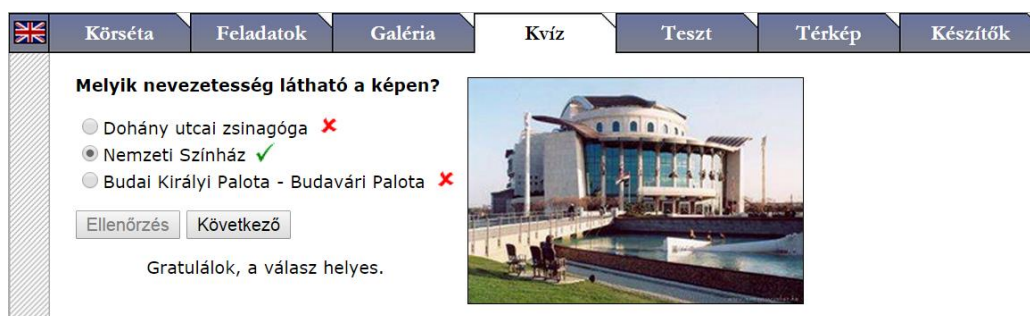 Körséta Feladatok Galéria Kvíz Teszt Térkép Készítők
Melyik nevezetesség látható a képen?
Dohány utcai zsinagóga
Nemzeti Színház
Budai Királyi Palota - Budavári Palota
Ellenőrzés Következő
Gratulálok, a válasz helyes.